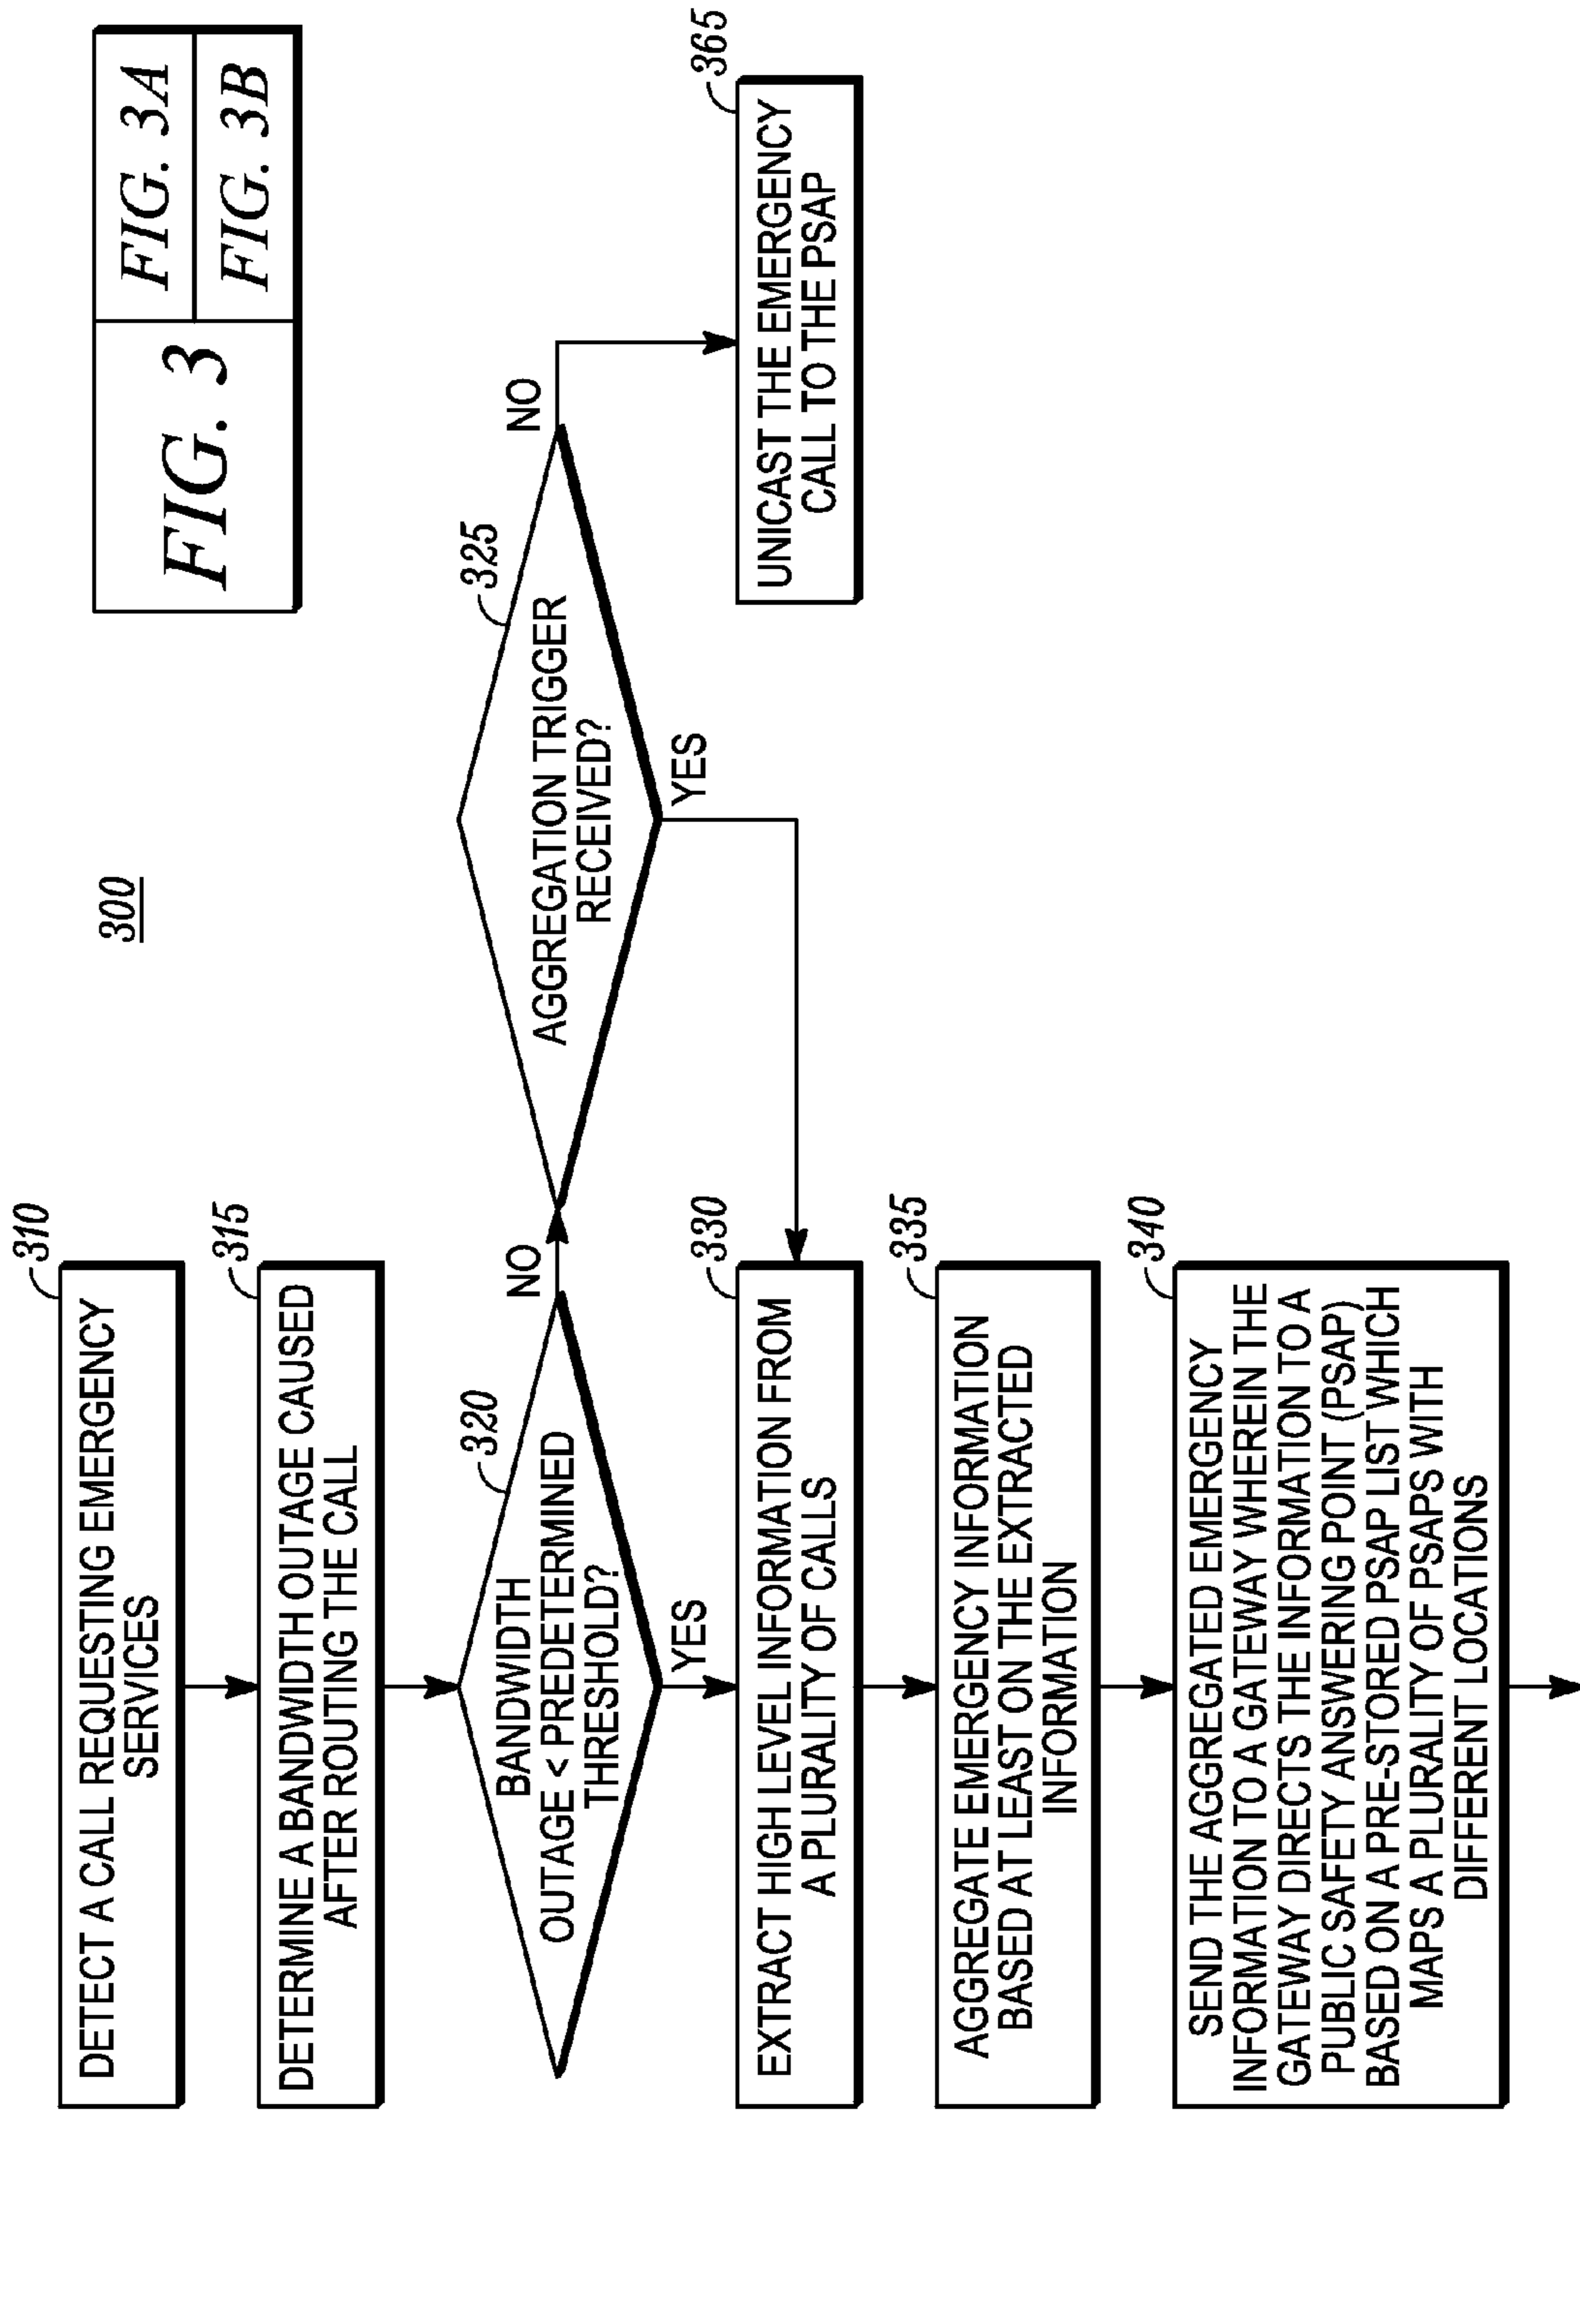 300
FIG. 3
FIG. 3A
FIG. 3B
310
DETECT A CALL REQUESTING EMERGENCY
SERVICES
315
DETERMINE A BANDWIDTH OUTAGE CAUSED
AFTER ROUTING THE CALL
320
BANDWIDTH
OUTAGE < PREDETERMINED
THRESHOLD?
NO
YES
325
AGGREGATION TRIGGER
RECEIVED?
NO
YES
365
UNICAST THE EMERGENCY
CALL TO THE PSAP
330
EXTRACT HIGH LEVEL INFORMATION FROM
A PLURALITY OF CALLS
335
AGGREGATE EMERGENCY INFORMATION
BASED AT LEAST ON THE EXTRACTED
INFORMATION
340
SEND THE AGGREGATED EMERGENCY
INFORMATION TO A GATEWAY WHEREIN THE
GATEWAY DIRECTS THE INFORMATION TO A
PUBLIC SAFETY ANSWERING POINT (PSAP)
BASED ON A PRE-STORED PSAP LIST WHICH
MAPS A PLURALITY OF PSAPS WITH
DIFFERENT LOCATIONS